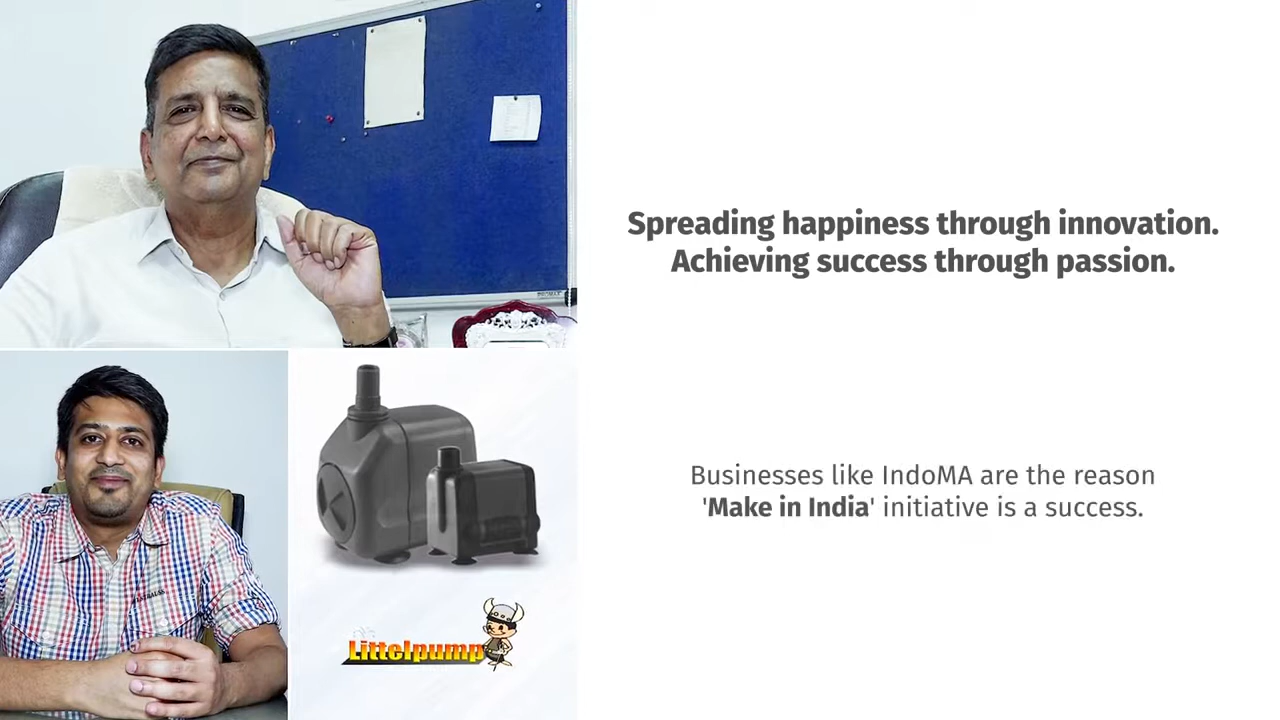 Spreading happiness through innovation.
Achieving success through passion.
Businesses like IndoMA are the reason
'Make in India' initiative is a success.
Littelpump